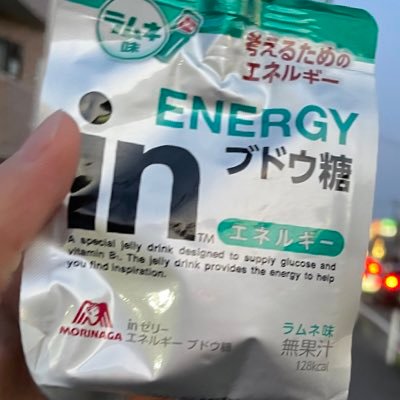 ラムネ
味
考えるための
エネルギー
ENERGY
ブドウ糖
in™
エネルギー
A special jelly drink designed to supply glucose and
vitamin B₁. The jelly drink provides the energy to help
you find inspiration.
MORINAGA
inゼリー
エネルギー ブドウ糖
ラムネ味
無果汁
128kcal